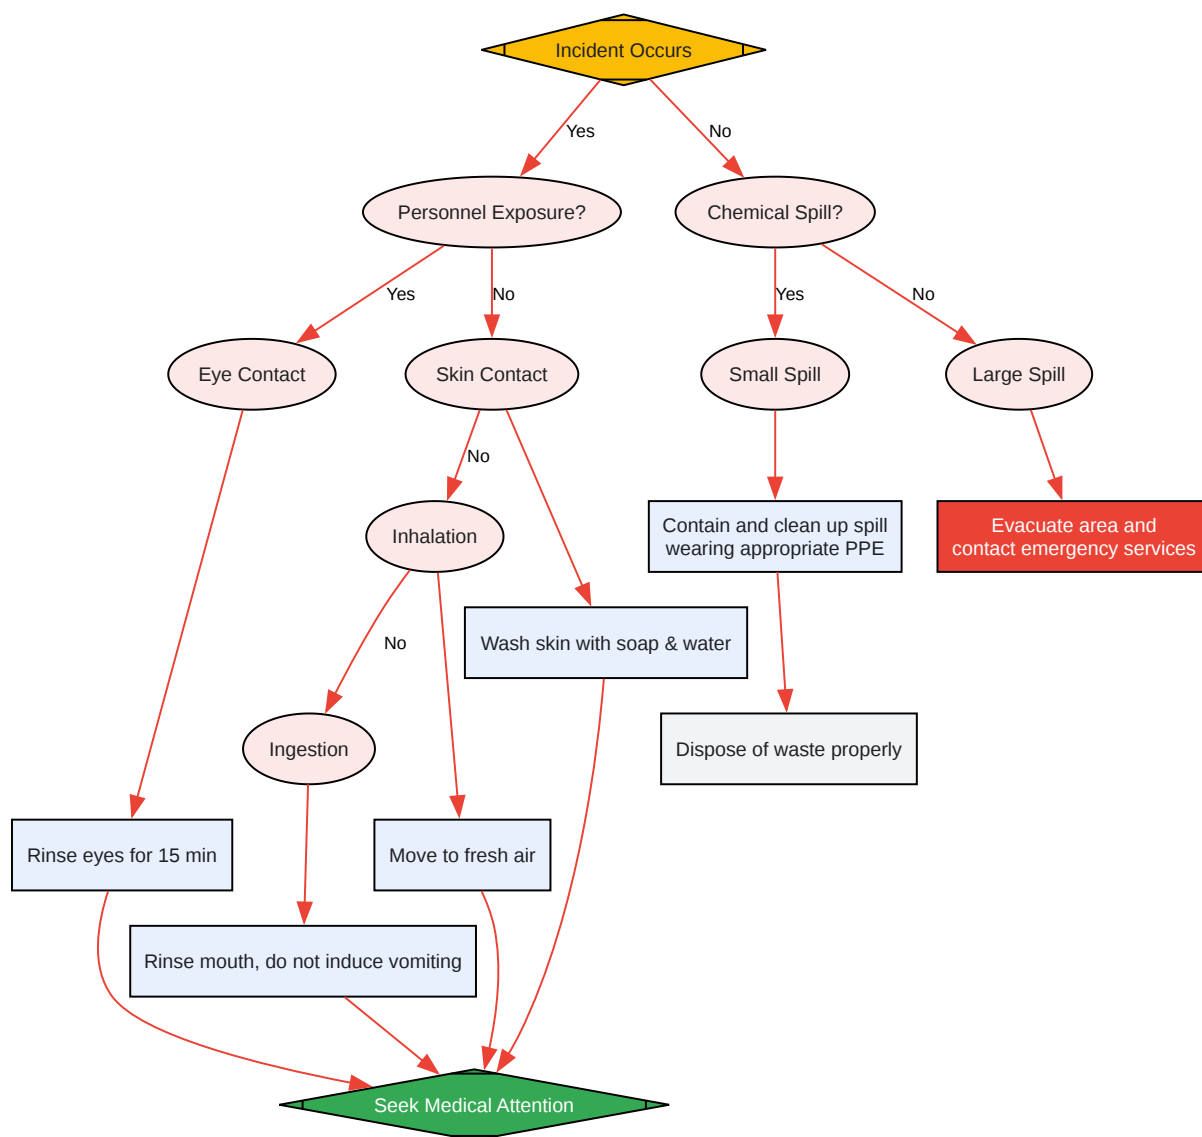 Incident Occurs
Yes
No
Personnel Exposure?
Chemical Spill?
Yes
No
Yes
No
Eye Contact
Skin Contact
Small Spill
Large Spill
No
Contain and clean up spill
wearing appropriate PPE
Evacuate area and
contact emergency services
Inhalation
No
Wash skin with soap & water
Ingestion
Dispose of waste properly
Rinse eyes for 15 min
Move to fresh air
Rinse mouth, do not induce vomiting
Seek Medical Attention